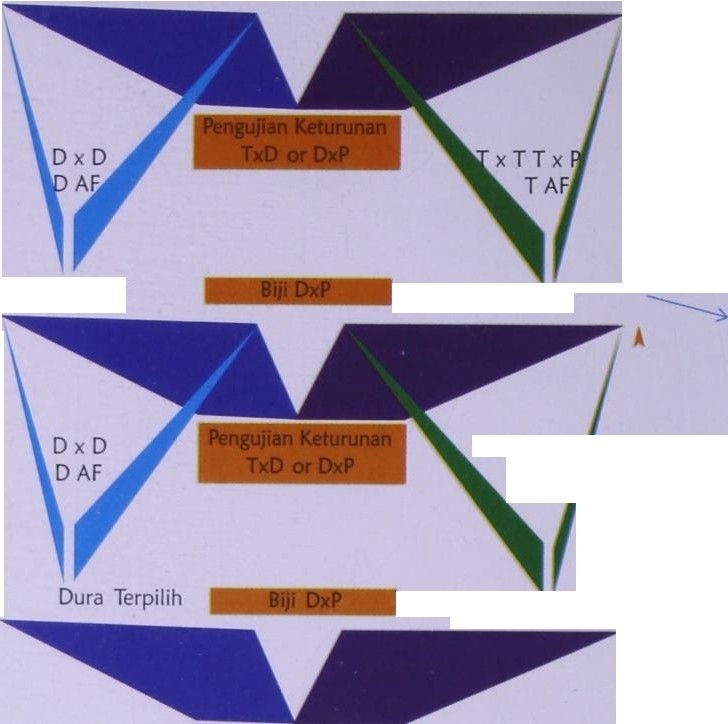 Pengujian Keturunan
TxD or DxP
D x D
D AF
T x T T x P
T AF
Biji DxP
Pengujian Keturunan
TxD or DxP
D x D
D AF
Dura Terpilih
Biji DxP